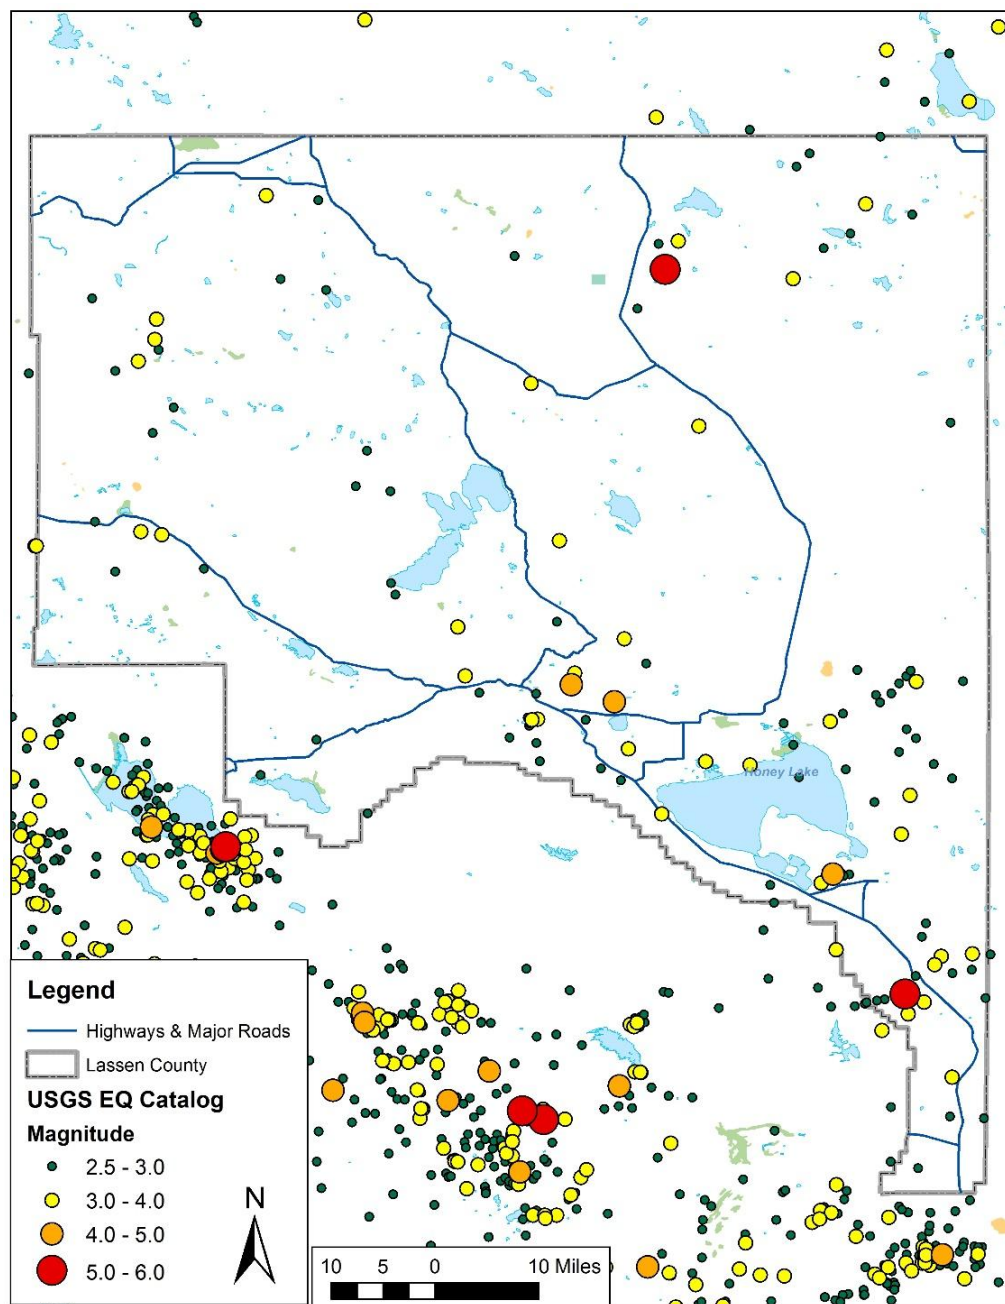 Honey Lake
Legend
Highways & Major Roads
Lassen County
USGS EQ Catalog
Magnitude
2.5 - 3.0
3.0 - 4.0
4.0 - 5.0
5.0 - 6.0
N
10 5 0 10 Miles